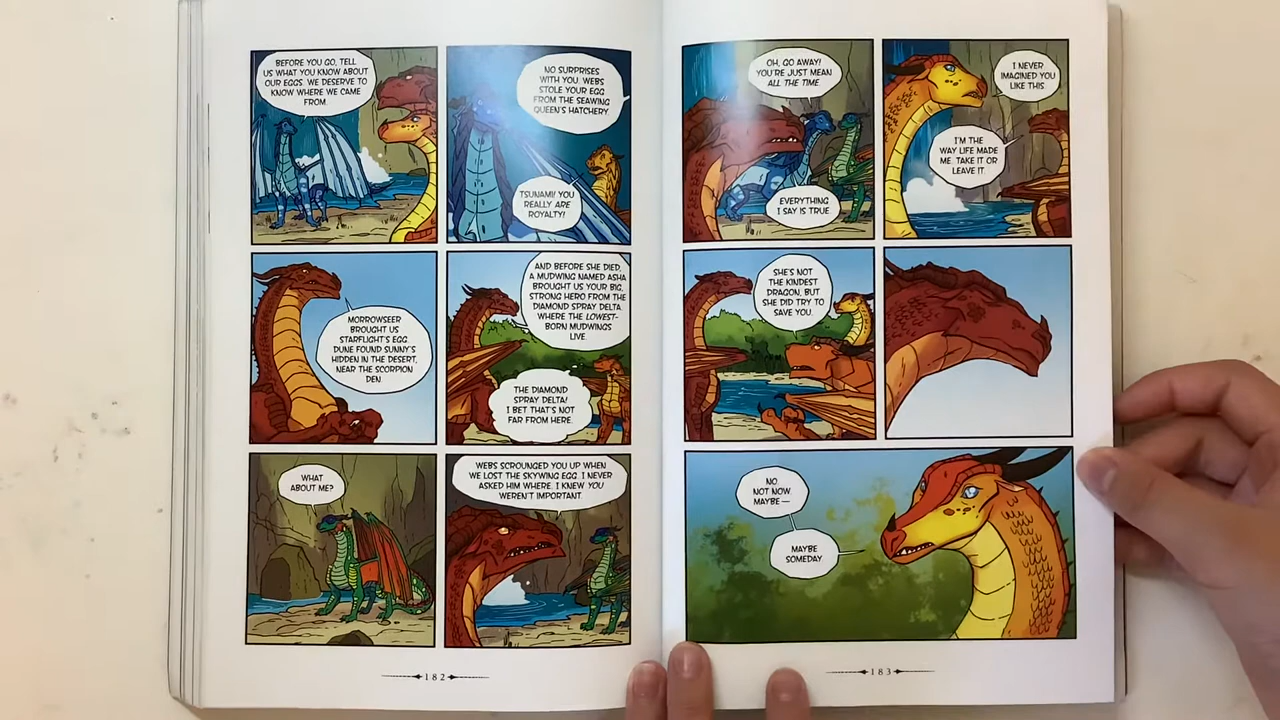 BEFORE YOU GO, TELL
US WHAT YOU KNOW ABOUT
OUR EGGS. WE DESERVE TO
KNOW WHERE WE CAME
FROM.
NO SURPRISES
WITH YOU. WEBS
STOLE YOUR EGG
FROM THE SEAWING
QUEEN'S HATCHERY.
TSUNAMI! YOU
REALLY ARE
ROYALTY!
MORROWSEER
BROUGHT US
STARFLIGHT'S EGG.
DUNE FOUND SUNNY'S
HIDDEN IN THE DESERT,
NEAR THE SCORPION
DEN.
AND BEFORE SHE DIED,
A MUDWING NAMED ASHA
BROUGHT US YOUR BIG,
STRONG HERO FROM THE
DIAMOND SPRAY DELTA,
WHERE THE LOWEST-
BORN MUDWINGS
LIVE.
THE DIAMOND
SPRAY DELTA!
I BET THAT'S NOT
FAR FROM HERE.
WHAT
ABOUT ME?
WEBS SCROUNGED YOU UP WHEN
WE LOST THE SKYWING EGG. I NEVER
ASKED HIM WHERE. I KNEW YOU
WEREN'T IMPORTANT.
182
OH, GO AWAY!
YOU'RE JUST MEAN
ALL THE TIME.
EVERYTHING
I SAY IS TRUE.
I NEVER
IMAGINED YOU
LIKE THIS.
I'M THE
WAY LIFE MADE
ME. TAKE IT OR
LEAVE IT.
SHE'S NOT
THE KINDEST
DRAGON, BUT
SHE DID TRY TO
SAVE YOU.
NO.
NOT NOW.
MAYBE—
MAYBE
SOMEDAY.
183